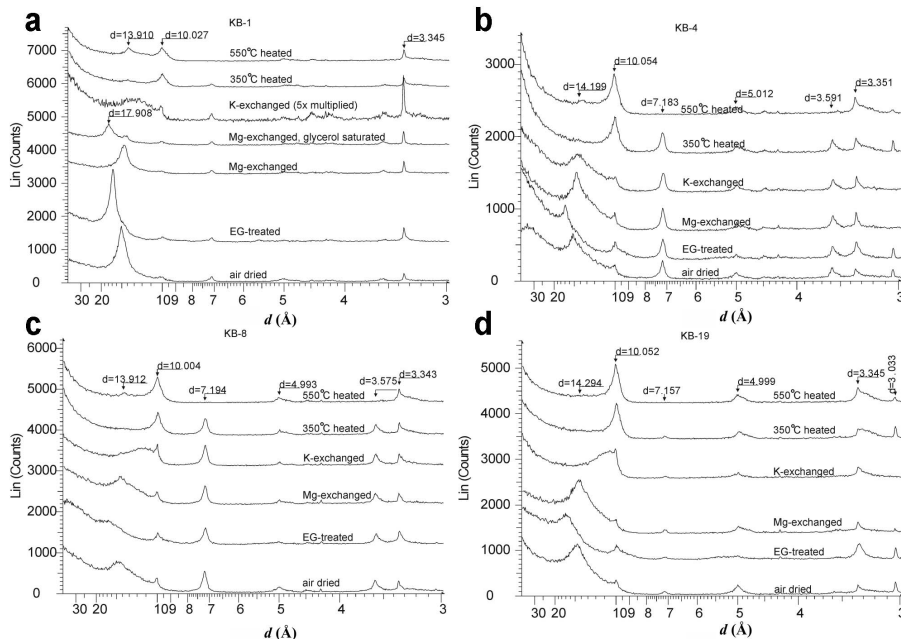 a
KB-1
d=13.910
d=10.027
d=3.345
550°C heated
350°C heated
K-exchanged (5x multiplied)
d=17.908
Mg-exchanged, glycerol saturated
Mg-exchanged
EG-treated
air dried
Lin (Counts)
7000
6000
5000
4000
3000
2000
1000
0
30 20 10 9 8 7 6 5 4 3
d (Å)
b
KB-4
d=10.054
d=14.199
d=7.183
d=5.012
d=3.591
d=3.351
550°C heated
350°C heated
K-exchanged
Mg-exchanged
EG-treated
air dried
Lin (Counts)
3000
2000
1000
0
30 20 10 9 8 7 6 5 4 3
d (Å)
c
KB-8
d=13.912
d=10.004
d=7.194
d=4.993
d=3.575
d=3.343
550°C heated
350°C heated
K-exchanged
Mg-exchanged
EG-treated
air dried
Lin (Counts)
6000
5000
4000
3000
2000
1000
0
30 20 10 9 8 7 6 5 4 3
d (Å)
d
KB-19
d=10.052
d=14.294
d=7.157
d=4.999
d=3.345
d=3.033
550°C heated
350°C heated
K-exchanged
Mg-exchanged
EG-treated
air dried
Lin (Counts)
5000
4000
3000
2000
1000
0
30 20 10 9 8 7 6 5 4 3
d (Å)